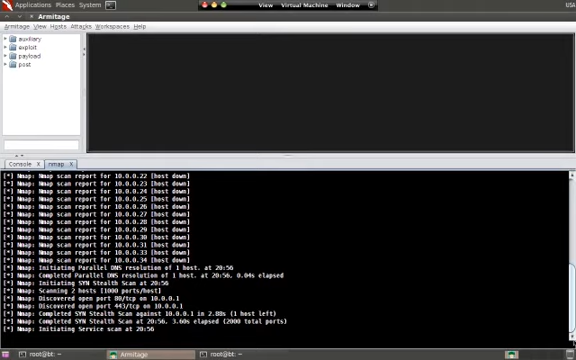 Applications Places System
View Virtual Machine Window
USA
Armitage
Armitage View Hosts Attacks Workspaces Help
auxiliary
exploit
payload
post
Console X nmap X
[*] Nmap: Nmap scan report for 10.0.0.22 [host down]
[*] Nmap: Nmap scan report for 10.0.0.23 [host down]
[*] Nmap: Nmap scan report for 10.0.0.24 [host down]
[*] Nmap: Nmap scan report for 10.0.0.25 [host down]
[*] Nmap: Nmap scan report for 10.0.0.26 [host down]
[*] Nmap: Nmap scan report for 10.0.0.27 [host down]
[*] Nmap: Nmap scan report for 10.0.0.28 [host down]
[*] Nmap: Nmap scan report for 10.0.0.29 [host down]
[*] Nmap: Nmap scan report for 10.0.0.30 [host down]
[*] Nmap: Nmap scan report for 10.0.0.31 [host down]
[*] Nmap: Nmap scan report for 10.0.0.33 [host down]
[*] Nmap: Nmap scan report for 10.0.0.34 [host down]
[*] Nmap: Initiating Parallel DNS resolution of 1 host. at 20:56
[*] Nmap: Completed Parallel DNS resolution of 1 host. at 20:56, 0.04s elapsed
[*] Nmap: Initiating SYN Stealth Scan at 20:56
[*] Nmap: Scanning 2 hosts [1000 ports/host]
[*] Nmap: Discovered open port 80/tcp on 10.0.0.1
[*] Nmap: Discovered open port 443/tcp on 10.0.0.1
[*] Nmap: Completed SYN Stealth Scan against 10.0.0.1 in 2.88s (1 host left)
[*] Nmap: Completed SYN Stealth Scan at 20:56, 3.60s elapsed (2000 total ports)
[*] Nmap: Initiating Service scan at 20:56
root@bt: ~ Armitage root@bt: ~